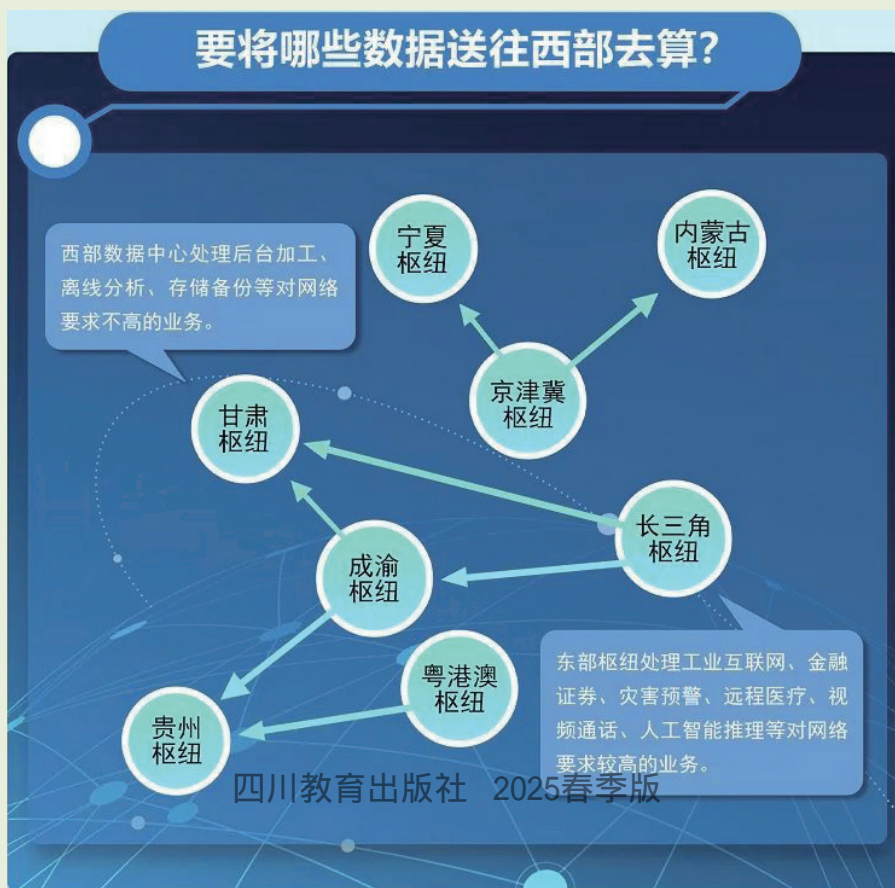 要将哪些数据送往西部去算?
宁夏
枢纽
内蒙古
枢纽
西部数据中心处理后台加工、
离线分析、存储备份等对网络
要求不高的业务。
京津冀
枢纽
甘肃
枢纽
长三角
枢纽
成渝
枢纽
粤港澳
枢纽
东部枢纽处理工业互联网、金融
证券、灾害预警、远程医疗、视
频通话、人工智能推理等对网络
要求较高的业务。
贵州
枢纽
四川教育出版社 2025春季版